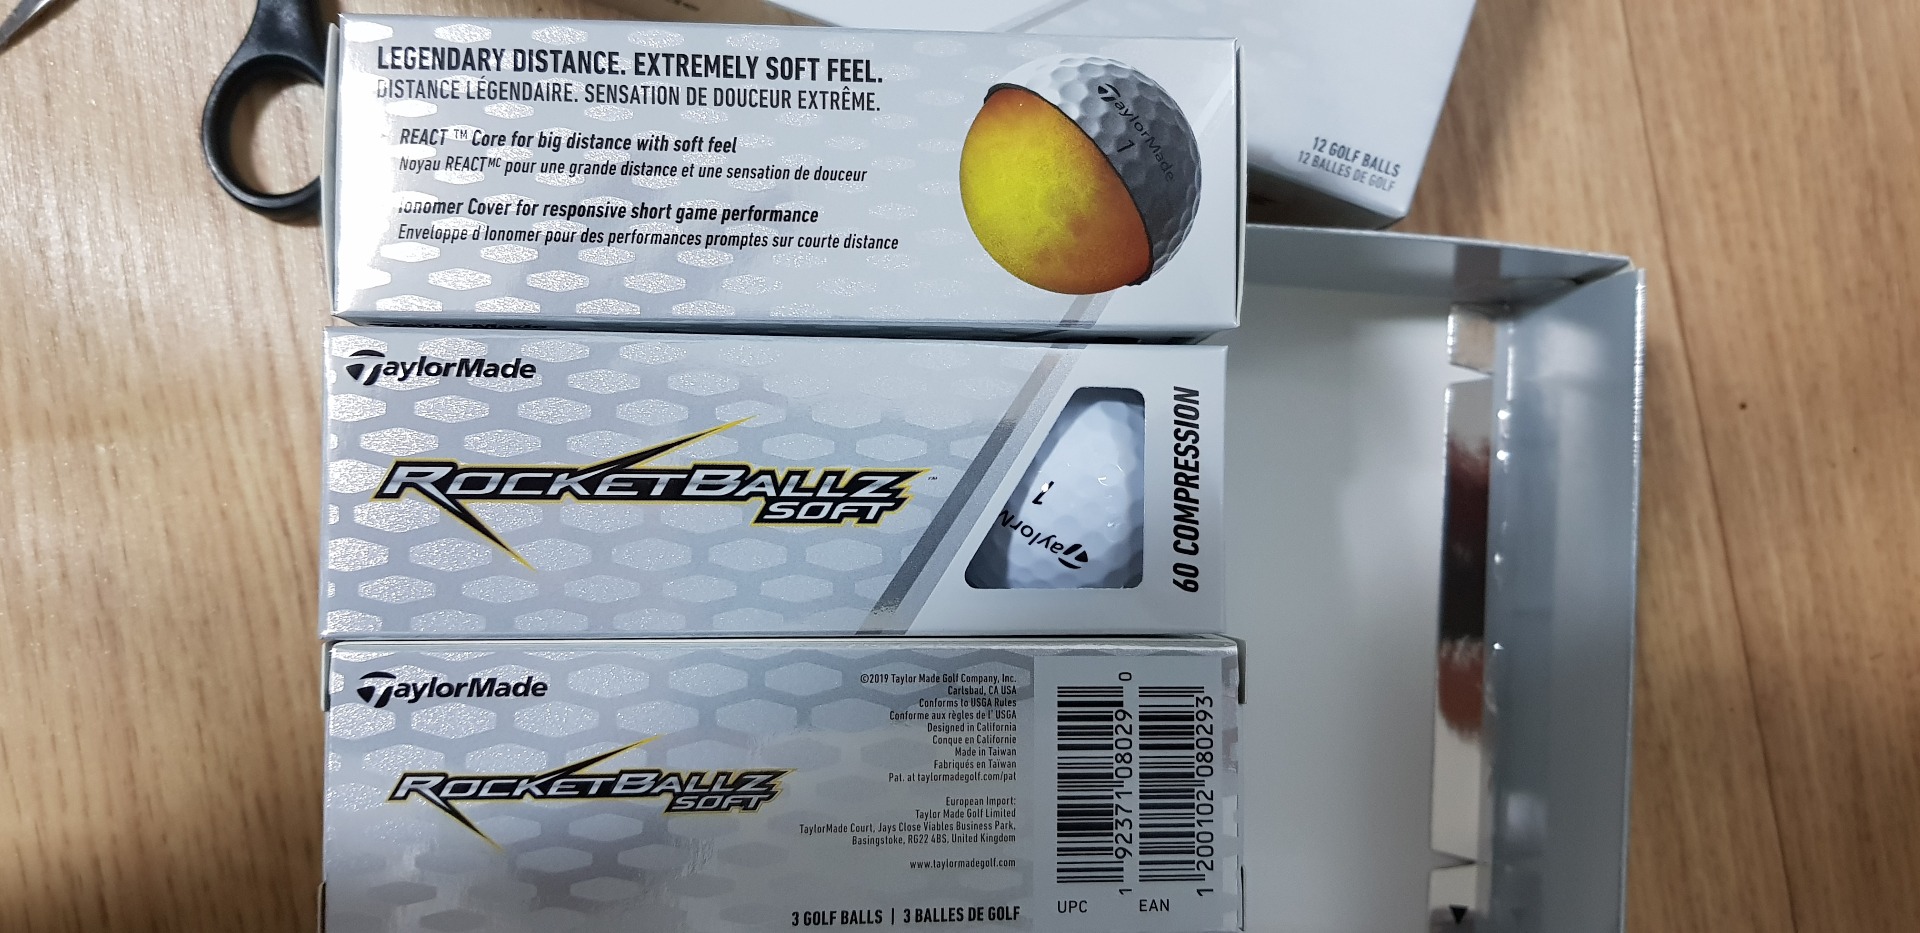 LEGENDARY DISTANCE. EXTREMELY SOFT FEEL.
DISTANCE LÉGENDAIRE. SENSATION DE DOUCEUR EXTRÊME.
REACT™ Core for big distance with soft feel
Noyau REACTᴹᶜ pour une grande distance et une sensation de douceur
Ionomer Cover for responsive short game performance
Enveloppe d'Ionomer pour des performances promptes sur courte distance
TaylorMade
1
12 GOLF BALLS
12 BALLES DE GOLF
TaylorMade
ROCKETBALLZ™
SOFT
1
TaylorM
60 COMPRESSION
TaylorMade
ROCKETBALLZ
SOFT
©2019 Taylor Made Golf Company, Inc.
Carlsbad, CA USA
Conforms to USGA Rules
Conforme aux règles de l' USGA
Designed in California
Conque en Californie
Made in Taiwan
Fabriqués en Taiwan
Pat. at taylormadegolf.com/pat
European Import:
Taylor Made Golf Limited
TaylorMade Court, Jays Close Viables Business Park,
Basingstoke, RG22 4BS, United Kingdom
www.taylormadegolf.com
3 GOLF BALLS | 3 BALLES DE GOLF
1 92371 08029 0
UPC
1 200102 080293
EAN